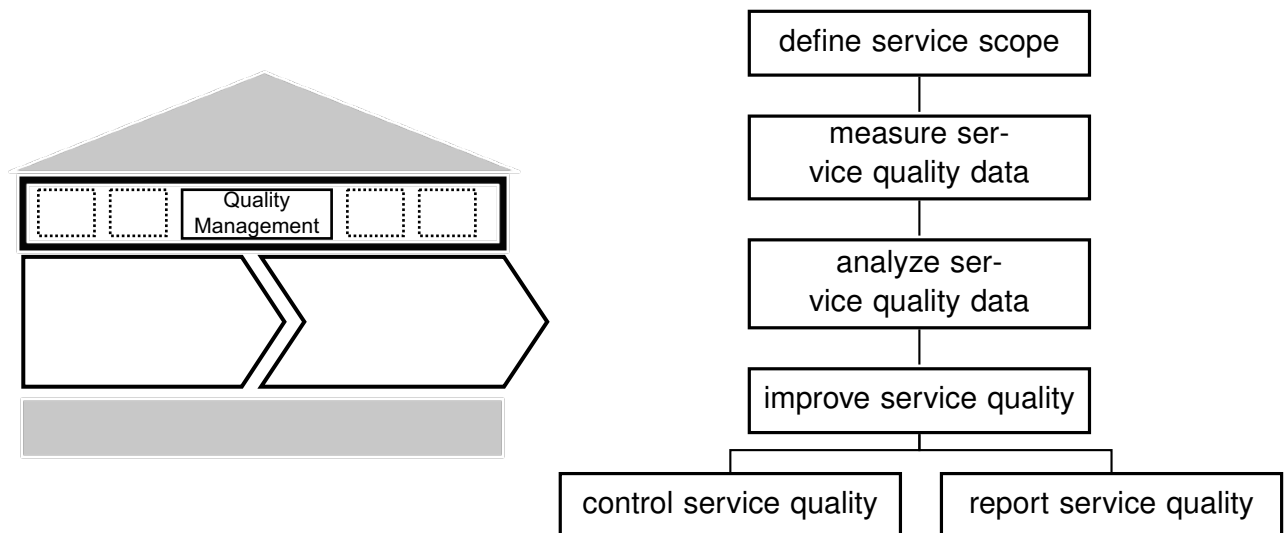 Quality
Management
define service scope
measure ser-
vice quality data
analyze ser-
vice quality data
improve service quality
control service quality
report service quality